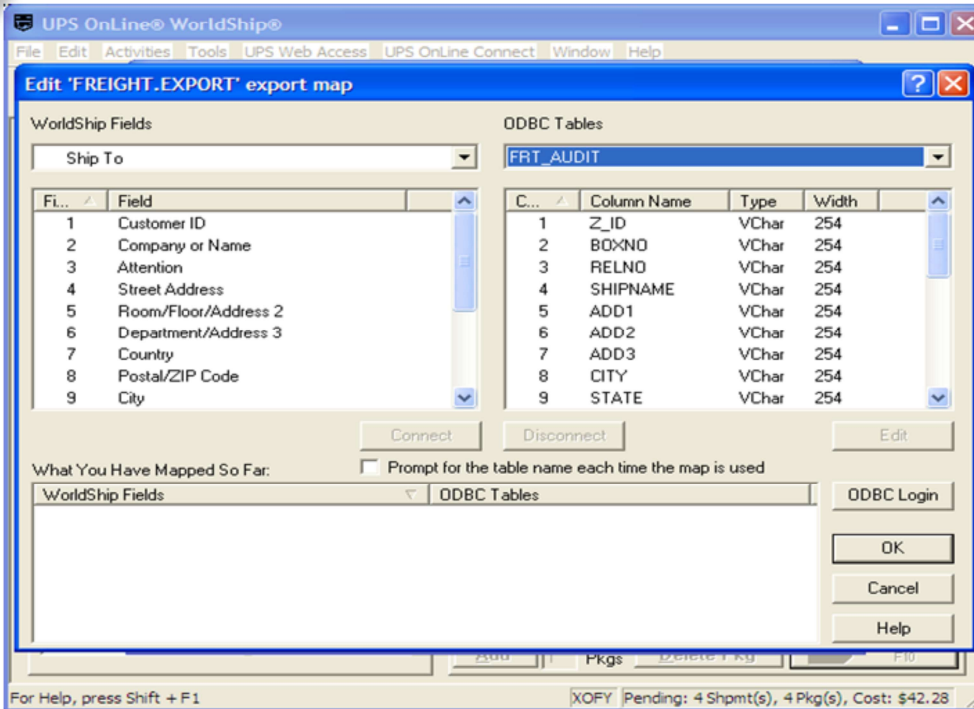 UPS OnLine® WorldShip®
File Edit Activities Tools UPS Web Access UPS OnLine Connect Window Help
Edit 'FREIGHT.EXPORT' export map
WorldShip Fields ODBC Tables
Ship To FRT_AUDIT
Fi... Field C... Column Name Type Width
1 Customer ID 1 Z_ID VChar 254
2 Company or Name 2 BOXNO VChar 254
3 Attention 3 RELNO VChar 254
4 Street Address 4 SHIPNAME VChar 254
5 Room/Floor/Address 2 5 ADD1 VChar 254
6 Department/Address 3 6 ADD2 VChar 254
7 Country 7 ADD3 VChar 254
8 Postal/ZIP Code 8 CITY VChar 254
9 City 9 STATE VChar 254
Connect Disconnect Edit
What You Have Mapped So Far: Prompt for the table name each time the map is used
WorldShip Fields ODBC Tables ODBC Login
OK
Cancel
Help
Add 1 Pkgs Delete Pkg F10
For Help, press Shift + F1 XOFY Pending: 4 Shpmt(s), 4 Pkg(s), Cost: $42.28